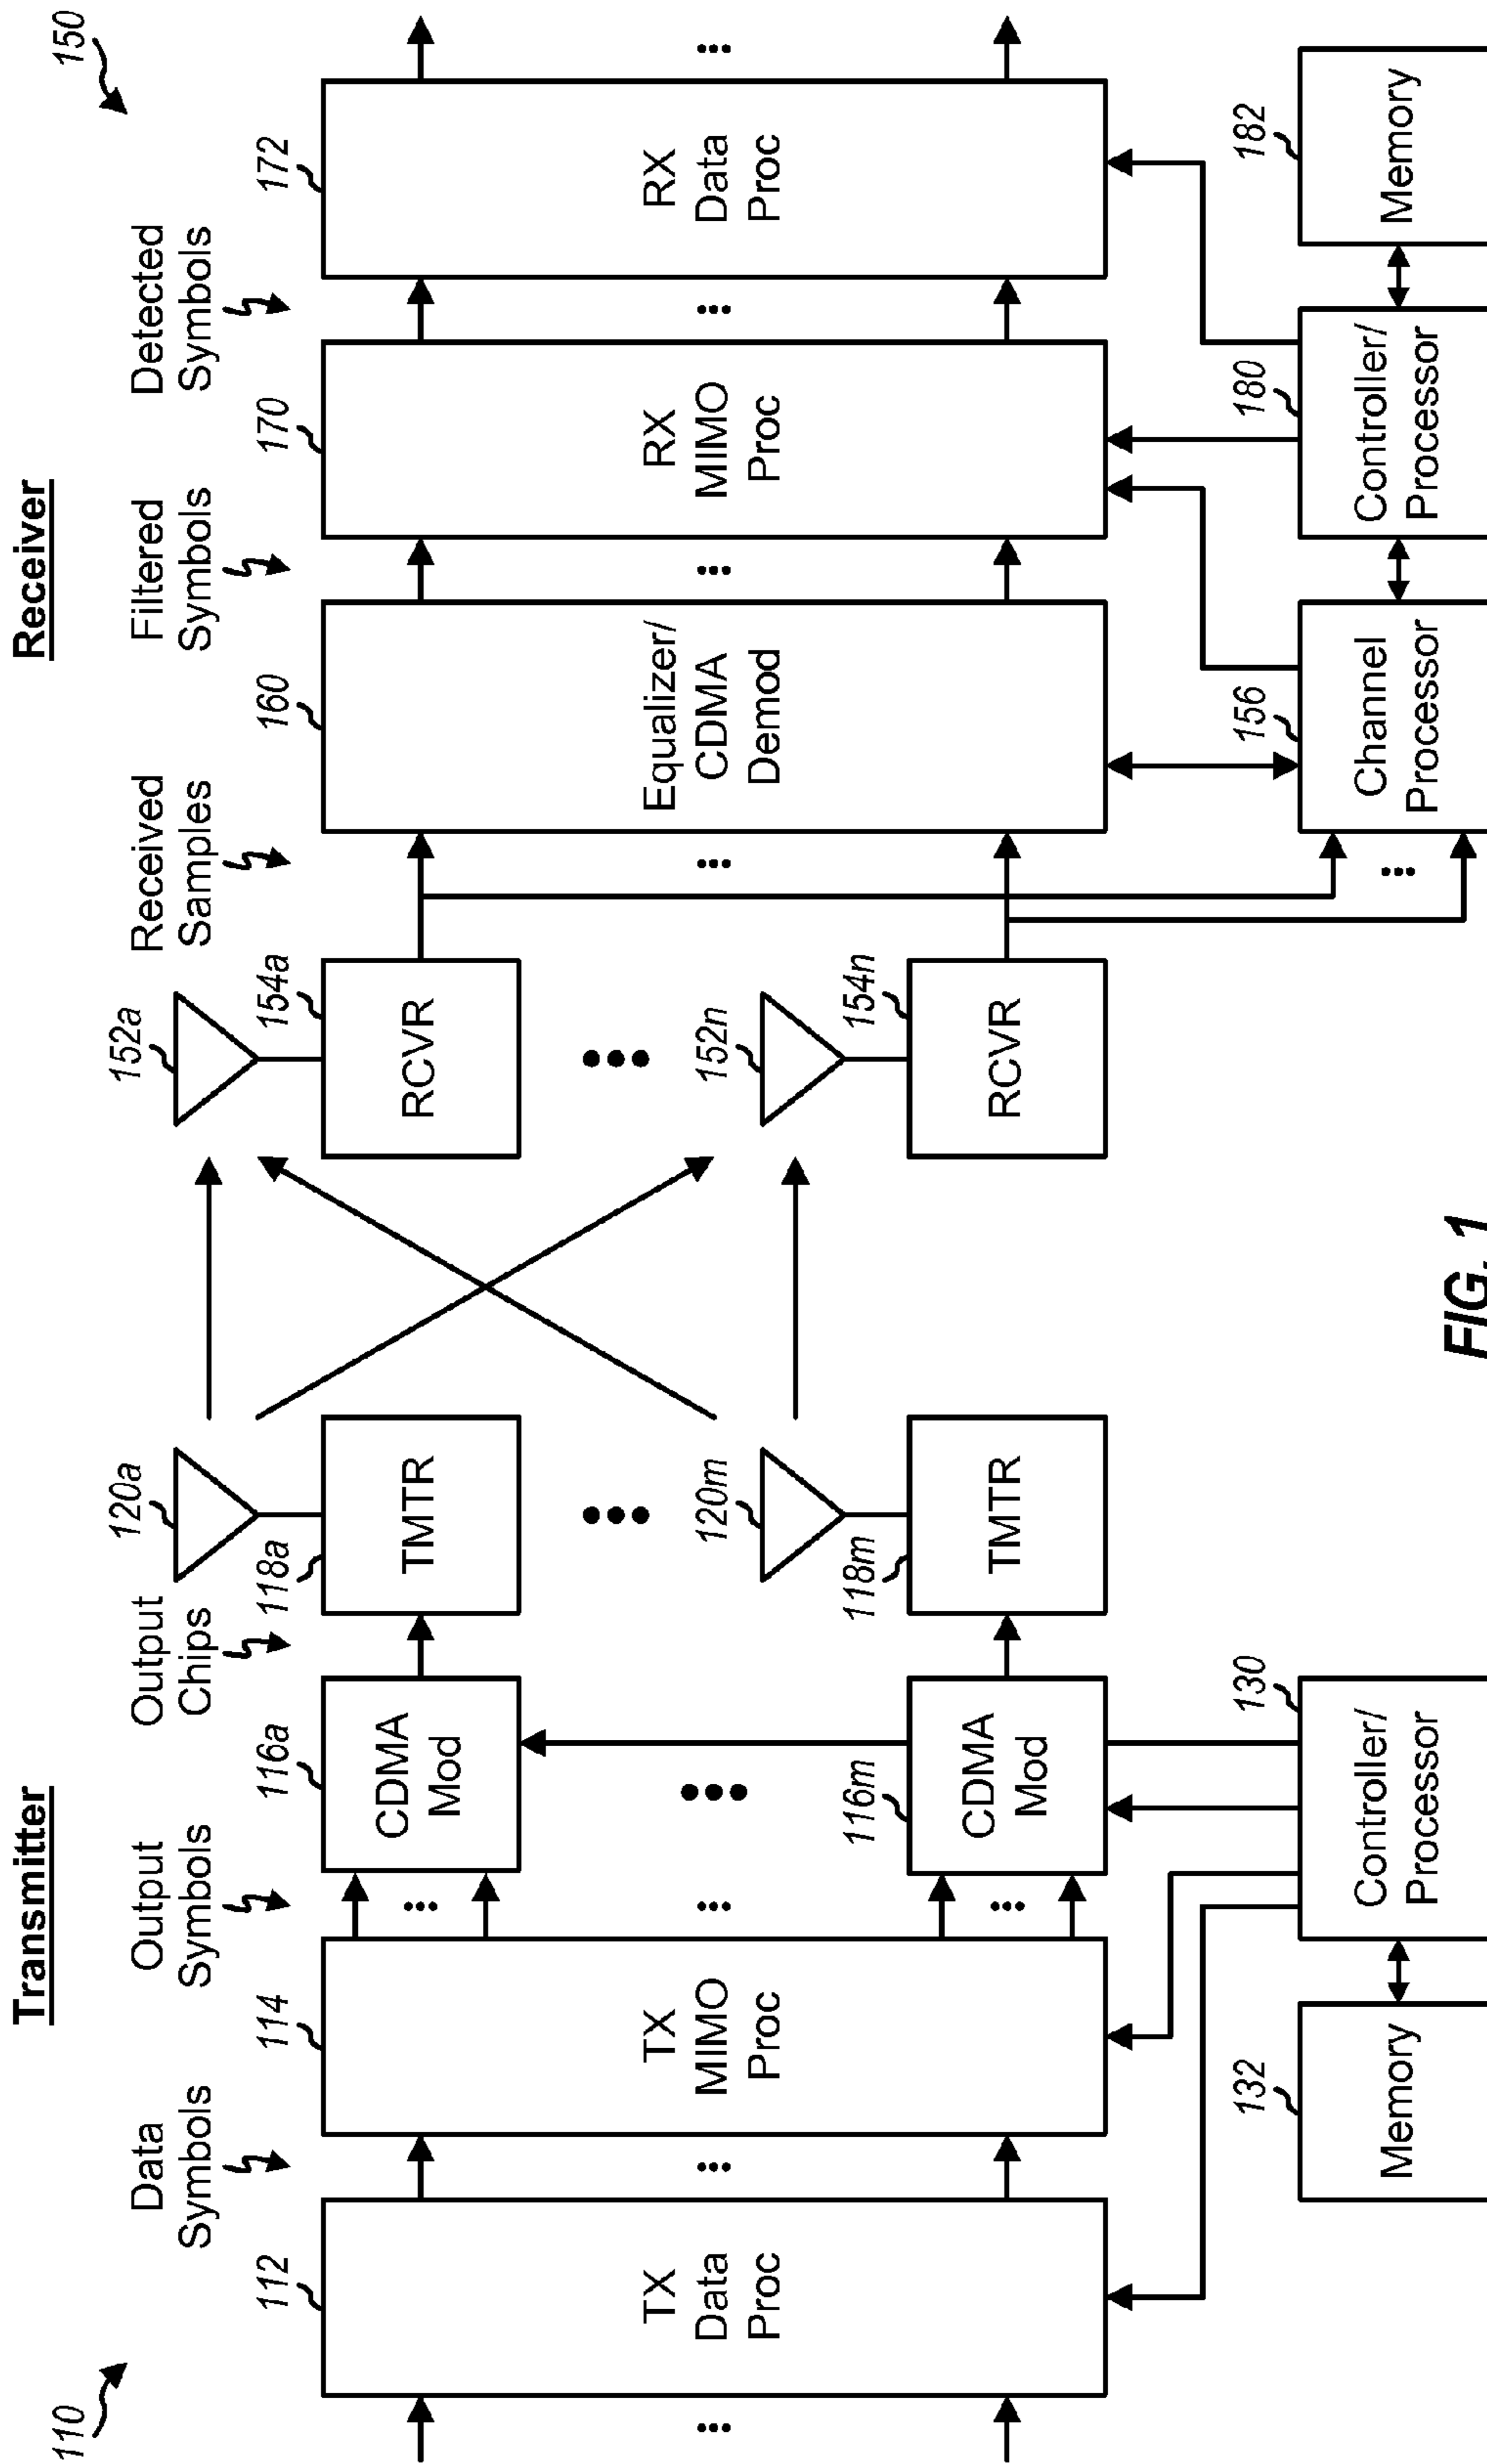 Transmitter
Receiver
110
150
Data
Symbols
Output
Symbols
Output
Chips
Received
Samples
Filtered
Symbols
Detected
Symbols
112
TX
Data
Proc
114
TX
MIMO
Proc
116a
CDMA
Mod
116m
CDMA
Mod
118a
TMTR
118m
TMTR
120a
120m
152a
152n
154a
RCVR
154n
RCVR
160
Equalizer/
CDMA
Demod
170
RX
MIMO
Proc
172
RX
Data
Proc
132
Memory
130
Controller/
Processor
156
Channel
Processor
180
Controller/
Processor
182
Memory
FIG. 1